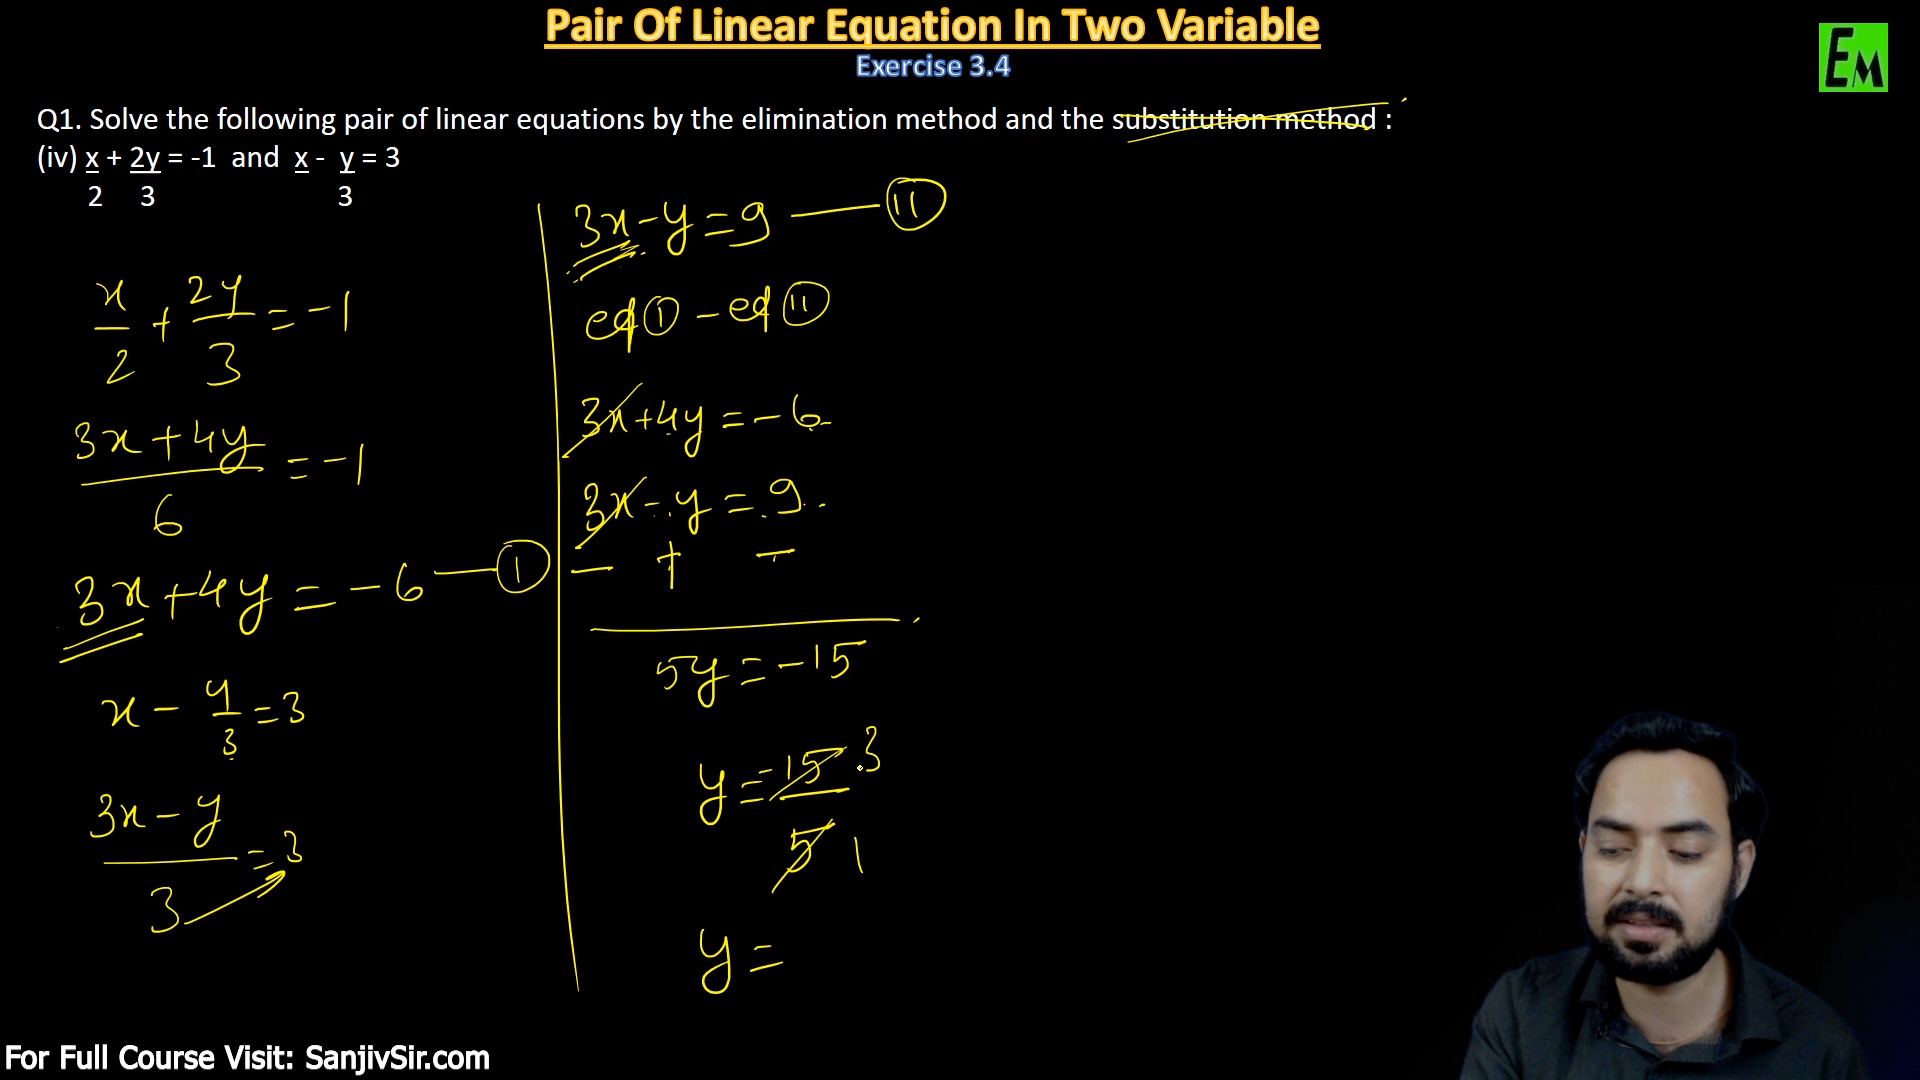 Pair Of Linear Equation In Two Variable
Exercise 3.4
EM
Q1. Solve the following pair of linear equations by the elimination method and the substitution method :
(iv) x + 2y = -1 and x - y = 3
2 3 3
x/2 + 2y/3 = -1
3x + 4y / 6 = -1
3x + 4y = -6 — I
x - y/3 = 3
3x - y / 3 = 3
3x - y = 9 — II
eq I - eq II
3x + 4y = -6
3x - y = 9
- + -
5y = -15
y = -15 3
5 1
y =
For Full Course Visit: SanjivSir.com